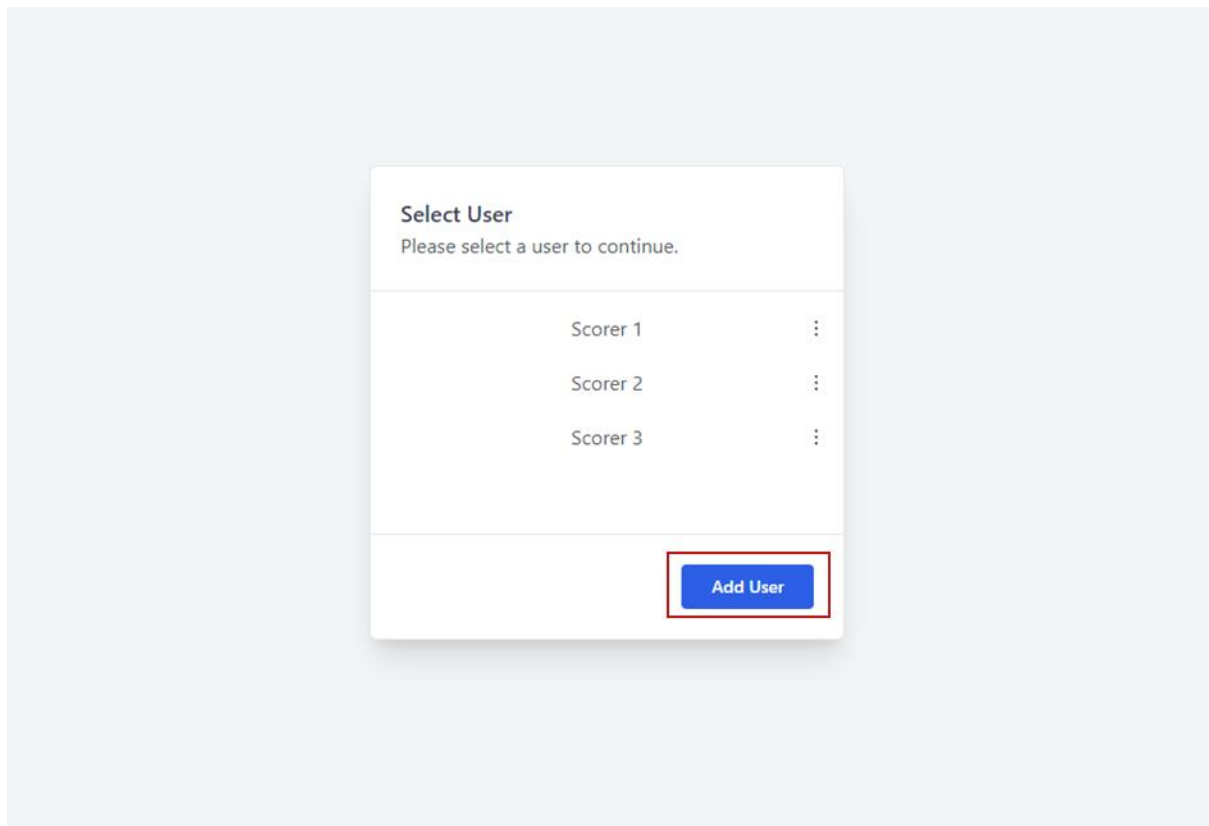 Select User
Please select a user to continue.
Scorer 1
Scorer 2
Scorer 3
Add User